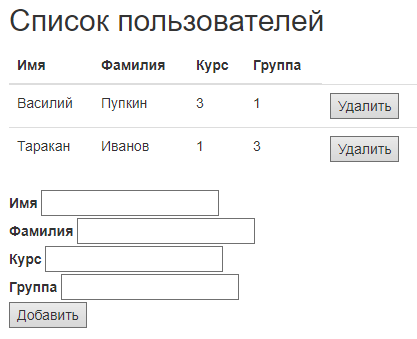 Список пользователей
Имя Фамилия Курс Группа
Василий Пупкин 3 1 Удалить
Таракан Иванов 1 3 Удалить
Имя
Фамилия
Курс
Группа
Добавить